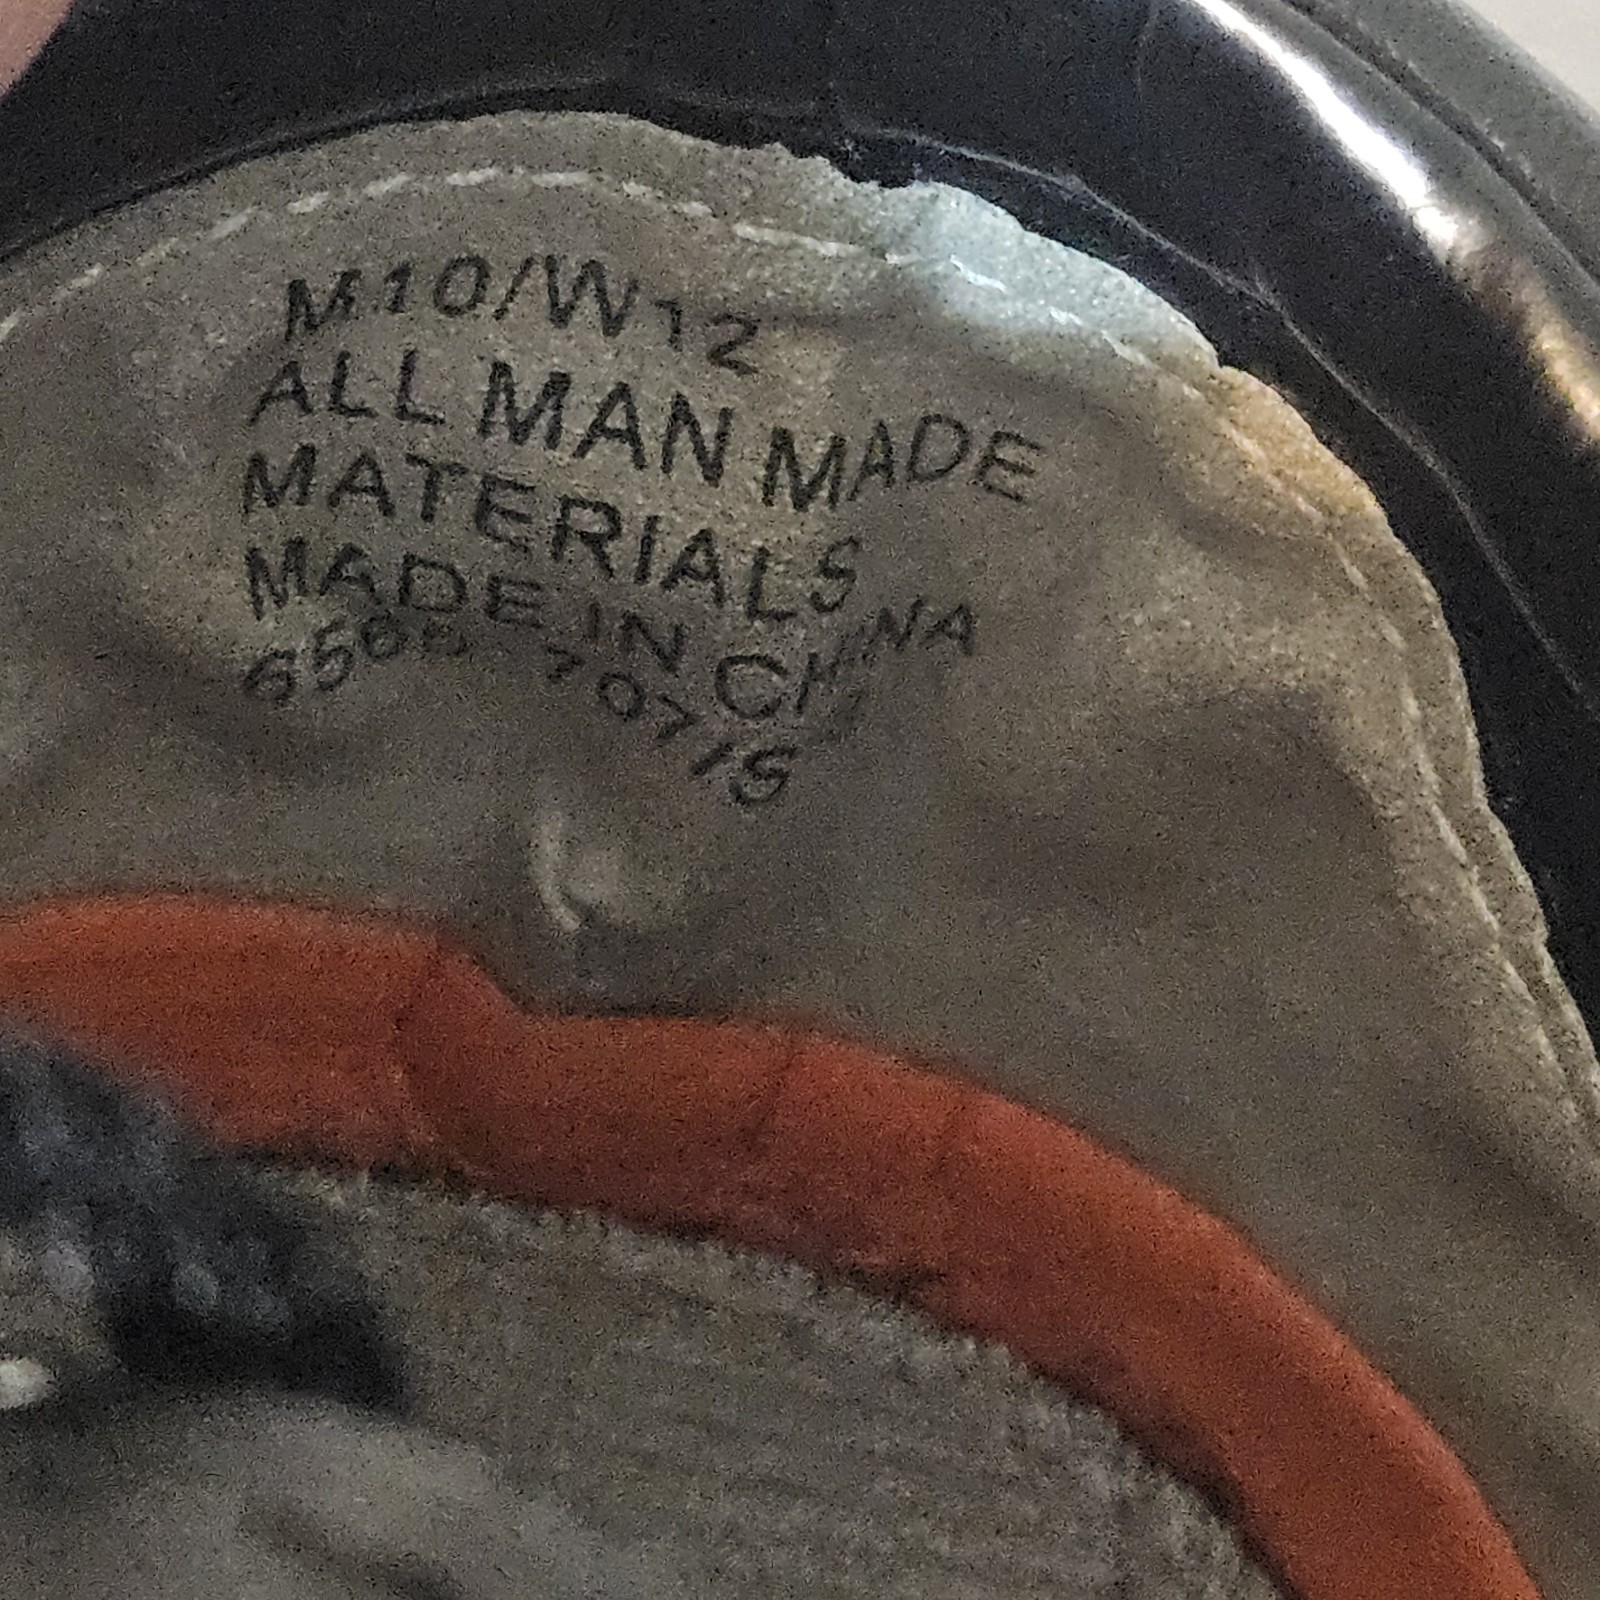 M10/W12
ALL MAN MADE
MATERIALS
MADE IN CHINA